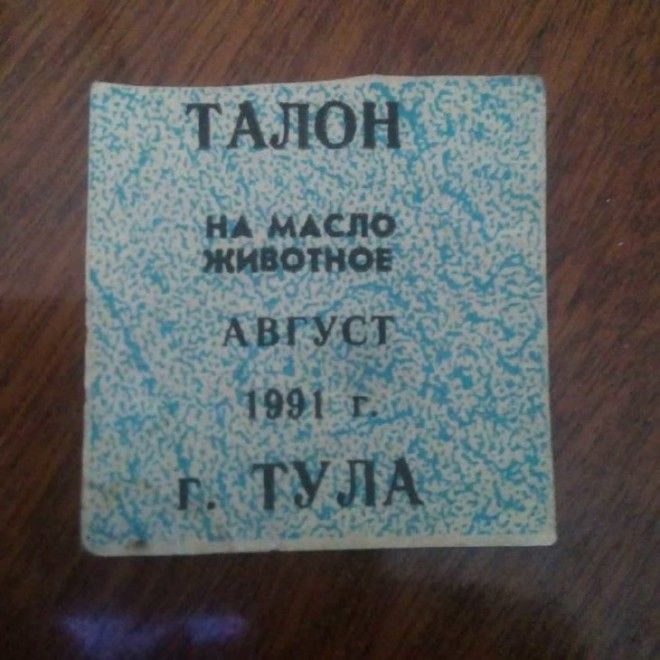 ТАЛОН
НА МАСЛО
ЖИВОТНОЕ
АВГУСТ
1991 г.
г. ТУЛА